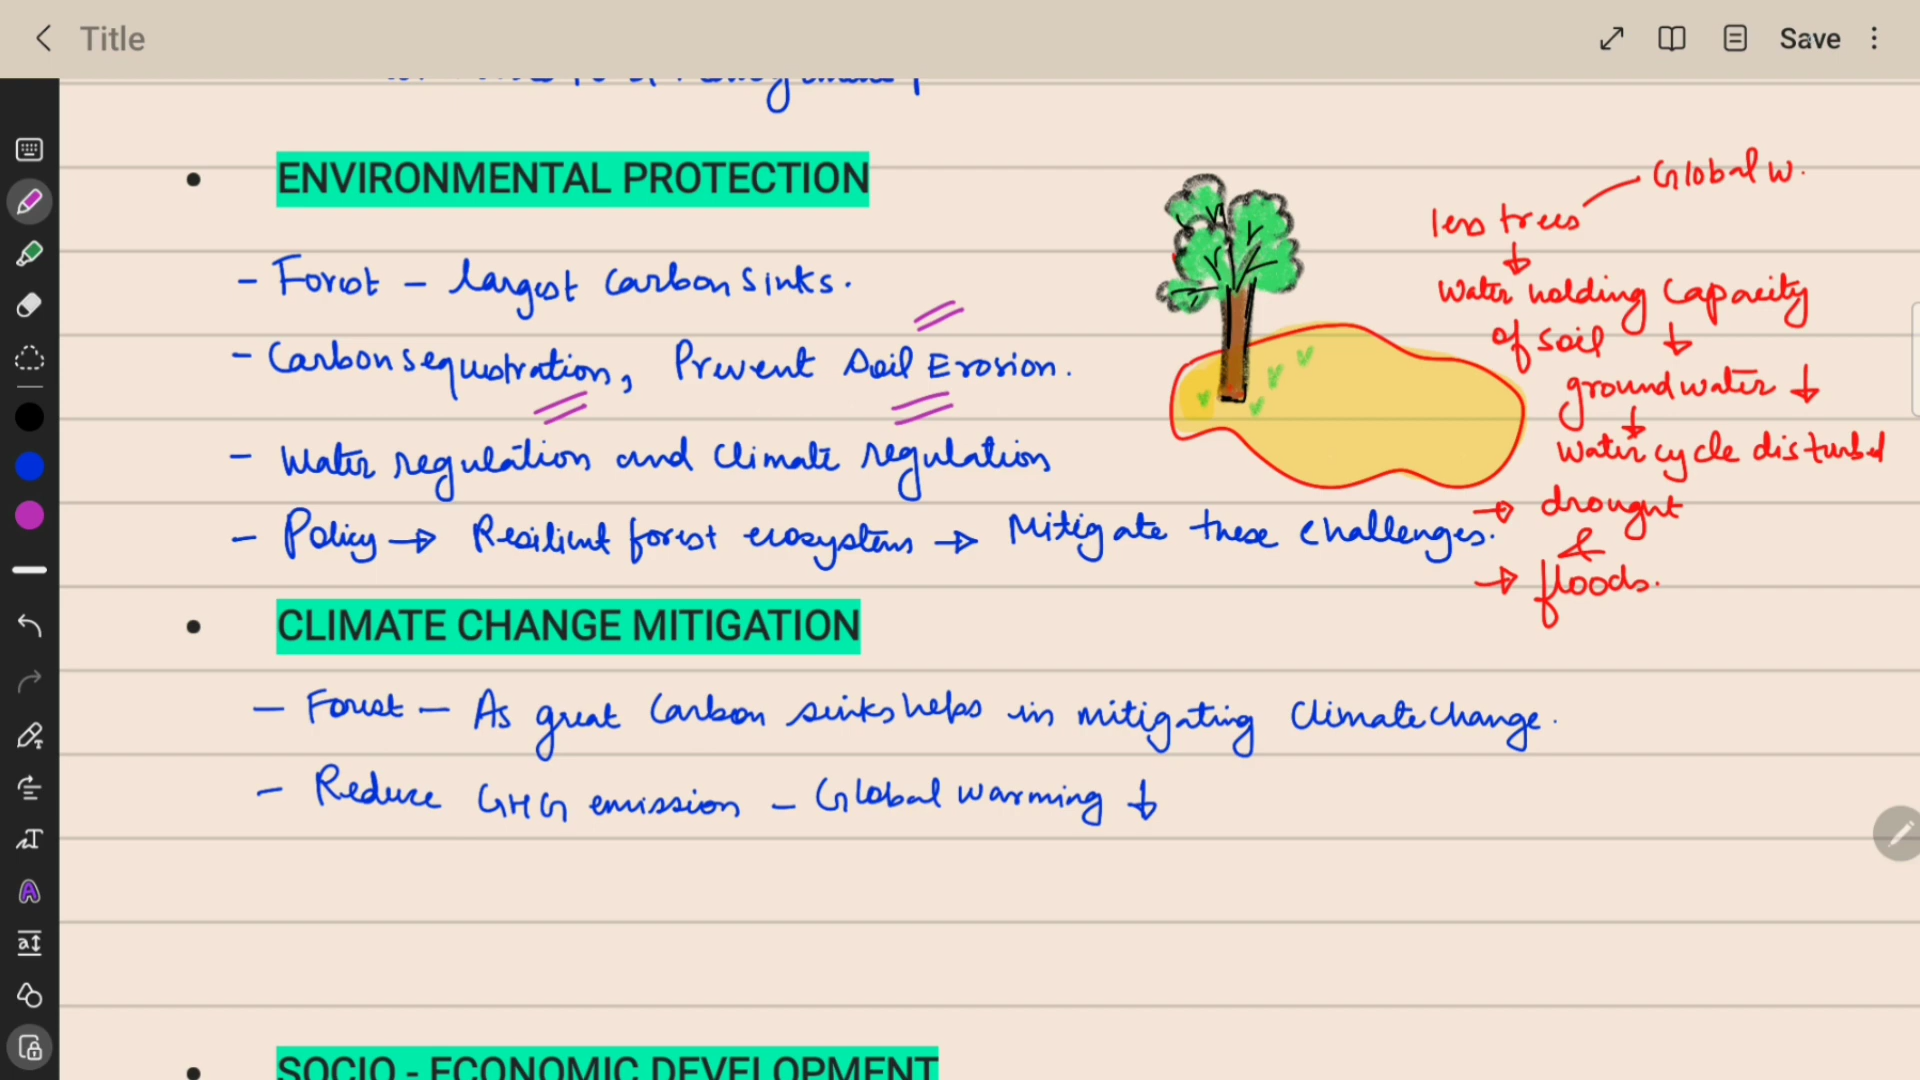 Title
Save
• ENVIRONMENTAL PROTECTION
- Forest - largest carbon sinks.
- Carbon sequestration, Prevent Soil Erosion.
- Water regulation and climate regulation
- Policy → Resilient forest ecosystem → Mitigate these challenges.
Global w.
less trees
↓
Water holding capacity
of soil ↓
groundwater ↓
↓
water cycle disturbed
→ drought
&
→ floods.
• CLIMATE CHANGE MITIGATION
- Forest - As great Carbon sinks helps in mitigating Climate change.
- Reduce GHG emission - Global warming ↓
• SOCIO - ECONOMIC DEVELOPMENT